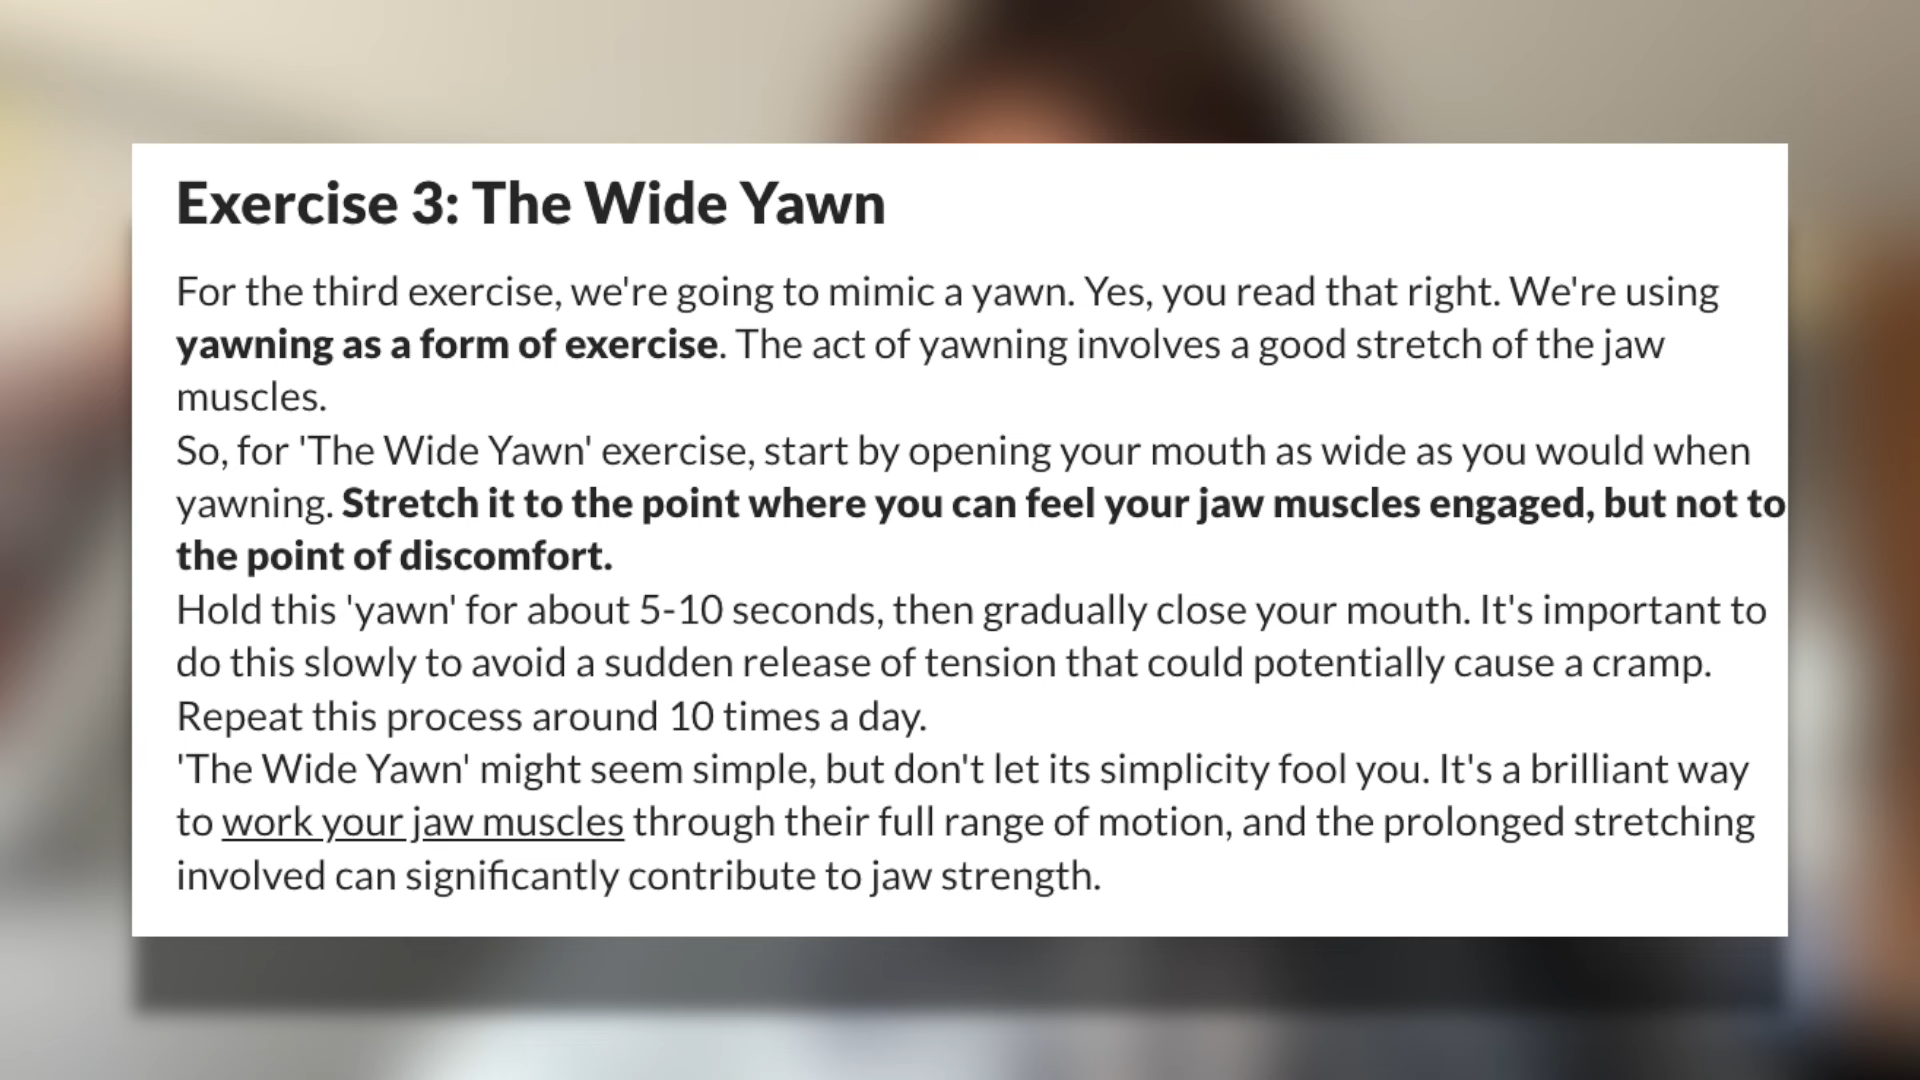 Exercise 3: The Wide Yawn
For the third exercise, we're going to mimic a yawn. Yes, you read that right. We're using
yawning as a form of exercise. The act of yawning involves a good stretch of the jaw
muscles.
So, for 'The Wide Yawn' exercise, start by opening your mouth as wide as you would when
yawning. Stretch it to the point where you can feel your jaw muscles engaged, but not to
the point of discomfort.
Hold this 'yawn' for about 5-10 seconds, then gradually close your mouth. It's important to
do this slowly to avoid a sudden release of tension that could potentially cause a cramp.
Repeat this process around 10 times a day.
'The Wide Yawn' might seem simple, but don't let its simplicity fool you. It's a brilliant way
to work your jaw muscles through their full range of motion, and the prolonged stretching
involved can significantly contribute to jaw strength.